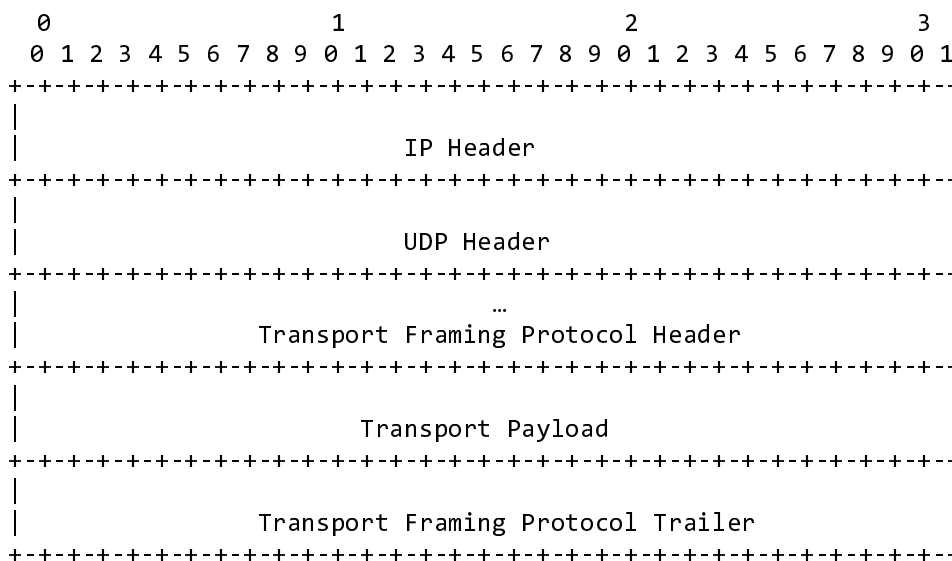 0                   1                   2                   3
 0 1 2 3 4 5 6 7 8 9 0 1 2 3 4 5 6 7 8 9 0 1 2 3 4 5 6 7 8 9 0 1
+-+-+-+-+-+-+-+-+-+-+-+-+-+-+-+-+-+-+-+-+-+-+-+-+-+-+-+-+-+-+-+--
|
|                          IP Header
+-+-+-+-+-+-+-+-+-+-+-+-+-+-+-+-+-+-+-+-+-+-+-+-+-+-+-+-+-+-+-+--
|
|                          UDP Header
+-+-+-+-+-+-+-+-+-+-+-+-+-+-+-+-+-+-+-+-+-+-+-+-+-+-+-+-+-+-+-+--
|                                …
|                Transport Framing Protocol Header
+-+-+-+-+-+-+-+-+-+-+-+-+-+-+-+-+-+-+-+-+-+-+-+-+-+-+-+-+-+-+-+--
|
|                       Transport Payload
+-+-+-+-+-+-+-+-+-+-+-+-+-+-+-+-+-+-+-+-+-+-+-+-+-+-+-+-+-+-+-+--
|
|                Transport Framing Protocol Trailer
+-+-+-+-+-+-+-+-+-+-+-+-+-+-+-+-+-+-+-+-+-+-+-+-+-+-+-+-+-+-+-+--